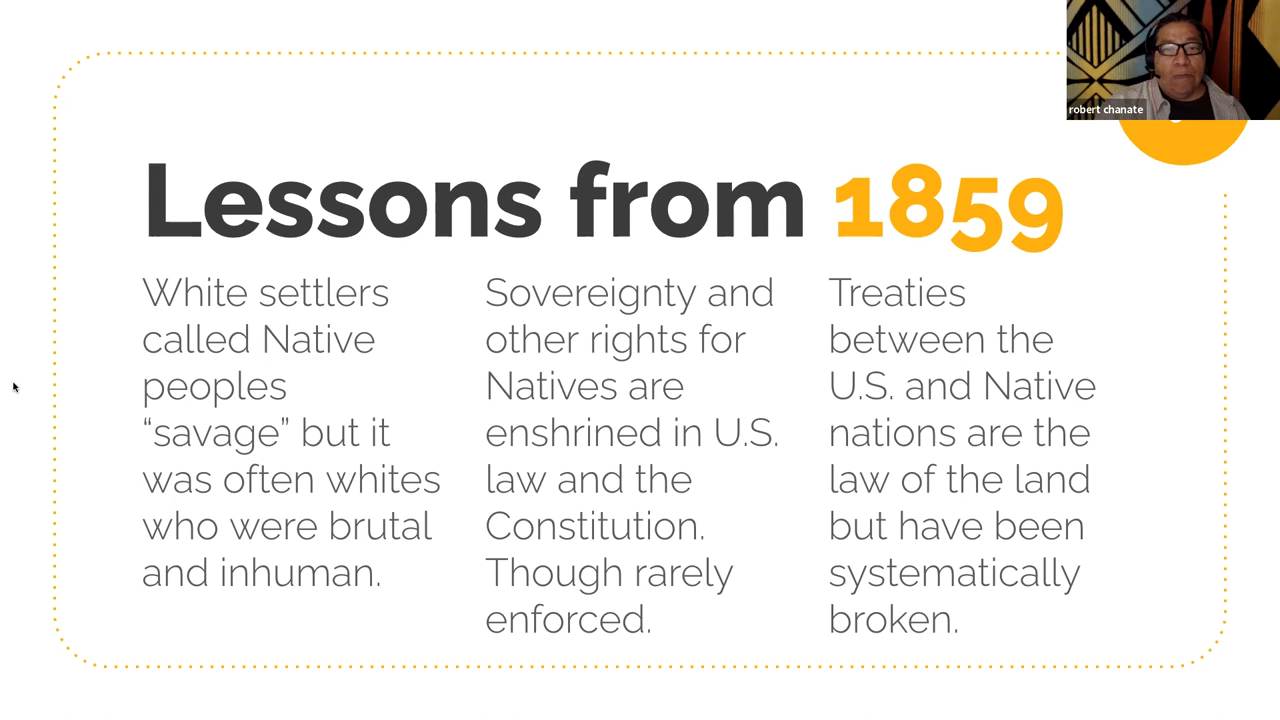 robert chanate
Lessons from 1859
White settlers
called Native
peoples
“savage” but it
was often whites
who were brutal
and inhuman.
Sovereignty and
other rights for
Natives are
enshrined in U.S.
law and the
Constitution.
Though rarely
enforced.
Treaties
between the
U.S. and Native
nations are the
law of the land
but have been
systematically
broken.